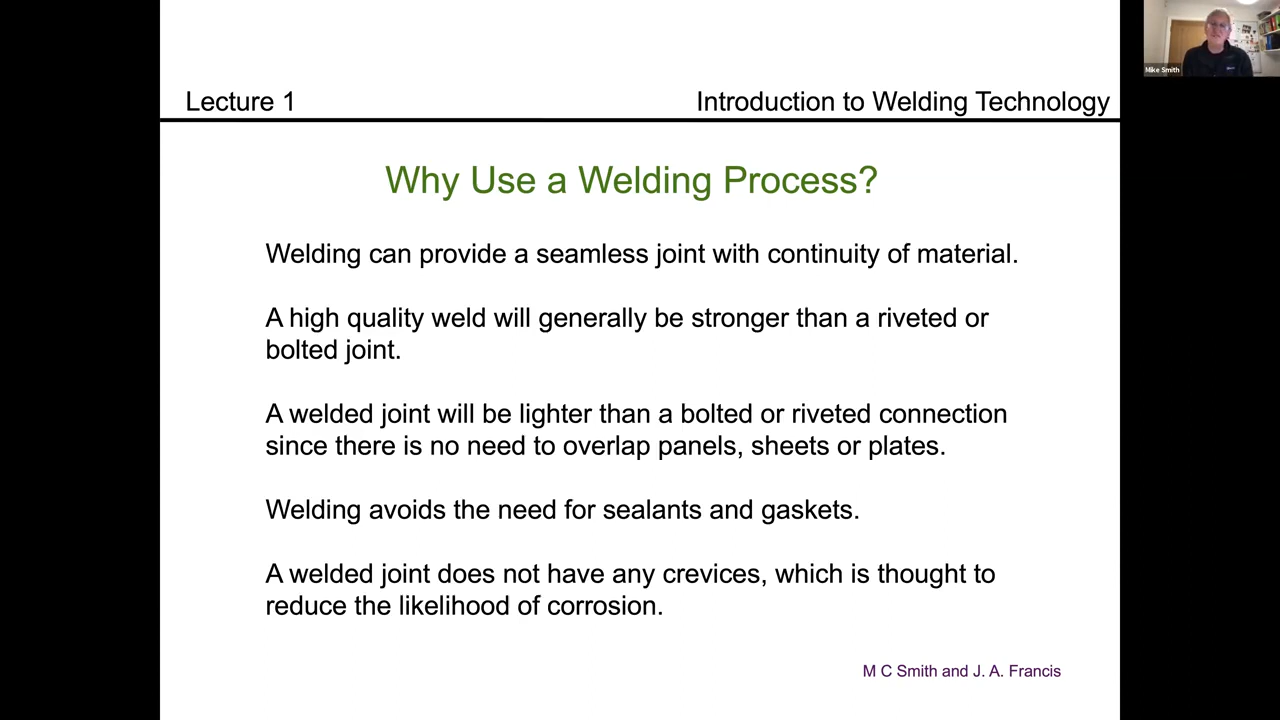 Lecture 1
Introduction to Welding Technology
Why Use a Welding Process?
Welding can provide a seamless joint with continuity of material.
A high quality weld will generally be stronger than a riveted or
bolted joint.
A welded joint will be lighter than a bolted or riveted connection
since there is no need to overlap panels, sheets or plates.
Welding avoids the need for sealants and gaskets.
A welded joint does not have any crevices, which is thought to
reduce the likelihood of corrosion.
M C Smith and J. A. Francis
Mike Smith